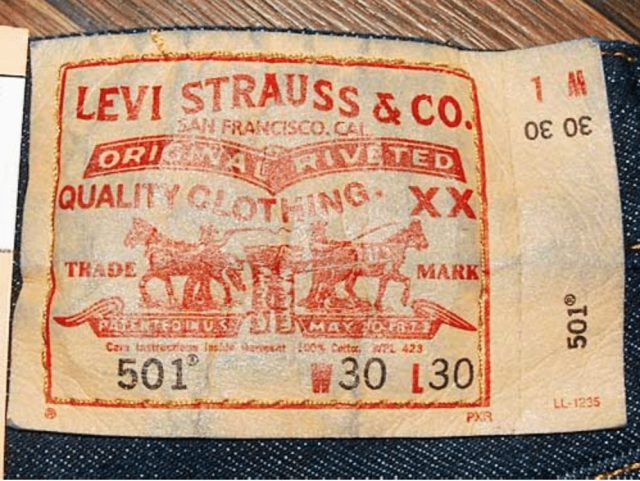 LEVI STRAUSS & CO.
SAN FRANCISCO. CAL.
ORIGINAL RIVETED
QUALITY CLOTHING. XX
TRADE MARK
PATENTED IN U.S. MAY 20 1873
Care Instructions Inside Garment 100% Cotton WPL 423
501® W30 L30
®
PXR
L W
30 30
501®
LL-1235